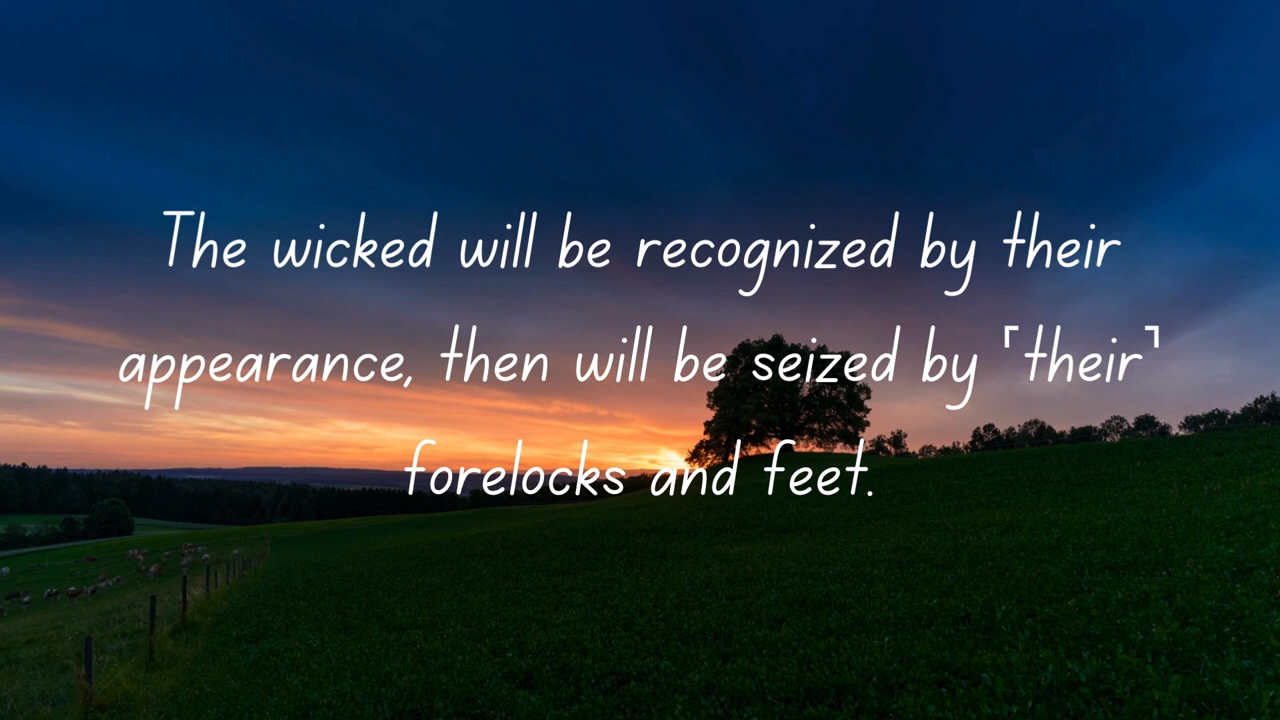 The wicked will be recognized by their
appearance, then will be seized by ⸢their⸣
forelocks and feet.